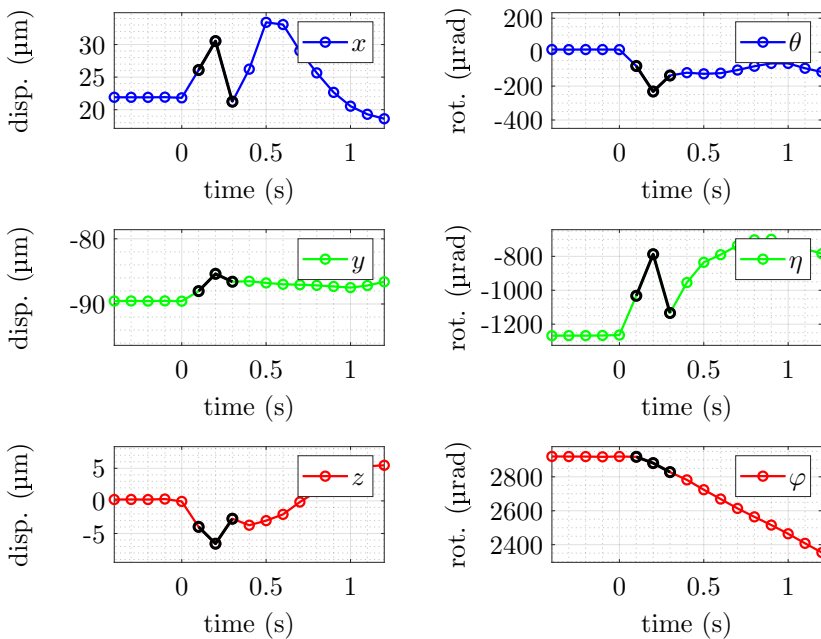 disp. (µm)
30
25
20
x
0
0.5
1
time (s)
rot. (µrad)
200
0
-200
-400
θ
0
0.5
1
time (s)
disp. (µm)
-80
-90
y
0
0.5
1
time (s)
rot. (µrad)
-800
-1000
-1200
η
0
0.5
1
time (s)
disp. (µm)
5
0
-5
z
0
0.5
1
time (s)
rot. (µrad)
2800
2600
2400
φ
0
0.5
1
time (s)